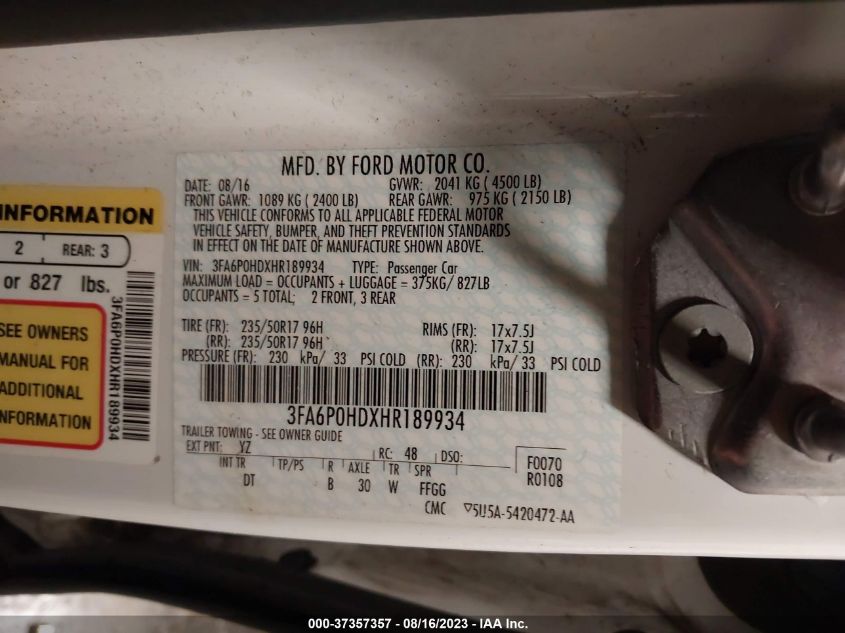 INFORMATION
2 REAR: 3
or 827 lbs.
SEE OWNERS
MANUAL FOR
ADDITIONAL
INFORMATION
3FA6P0HDXHR189934
MFD. BY FORD MOTOR CO.
DATE: 08/16 GVWR: 2041 KG ( 4500 LB)
FRONT GAWR: 1089 KG ( 2400 LB) REAR GAWR: 975 KG ( 2150 LB)
THIS VEHICLE CONFORMS TO ALL APPLICABLE FEDERAL MOTOR
VEHICLE SAFETY, BUMPER, AND THEFT PREVENTION STANDARDS
IN EFFECT ON THE DATE OF MANUFACTURE SHOWN ABOVE.
VIN: 3FA6P0HDXHR189934 TYPE: Passenger Car
MAXIMUM LOAD = OCCUPANTS + LUGGAGE = 375KG/ 827LB
OCCUPANTS = 5 TOTAL; 2 FRONT, 3 REAR
TIRE (FR): 235/50R17 96H RIMS (FR): 17x7.5J
(RR): 235/50R17 96H (RR): 17x7.5J
PRESSURE (FR): 230 kPa/ 33 PSI COLD (RR): 230 kPa/ 33 PSI COLD
3FA6P0HDXHR189934
TRAILER TOWING - SEE OWNER GUIDE
EXT PNT: YZ RC: 48 DSO:
INT TR TP/PS R AXLE TR SPR
DT B 30 W FFGG
F0070
R0108
CMC 5U5A-5420472-AA
000-37357357 - 08/16/2023 - IAA Inc.